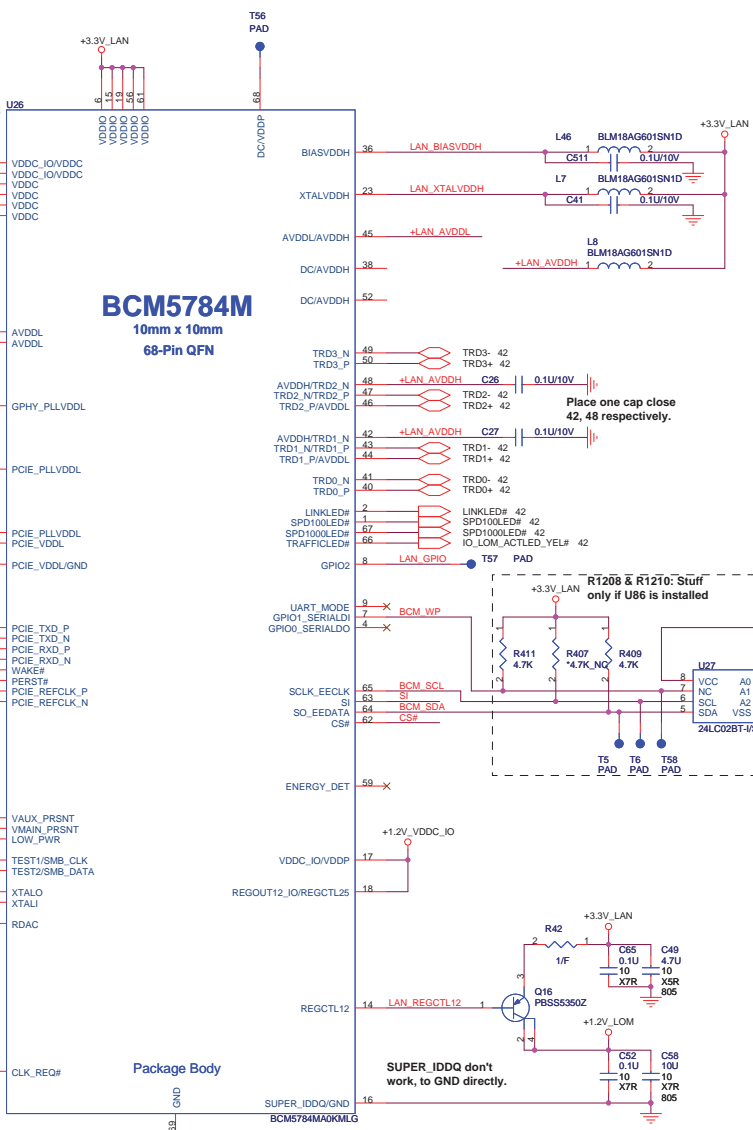 T56
PAD
+3.3V_LAN
U26
6
15
19
56
61
68
VDDIO
VDDIO
VDDIO
VDDIO
VDDIO
DC/VDDP
VDDC_IO/VDDC
VDDC_IO/VDDC
VDDC
VDDC
VDDC
VDDC
BIASVDDH
36
LAN_BIASVDDH
L46
BLM18AG601SN1D
1
2
C511
0.1U/10V
+3.3V_LAN
XTALVDDH
23
LAN_XTALVDDH
L7
BLM18AG601SN1D
1
2
C41
0.1U/10V
AVDDL/AVDDH
45
+LAN_AVDDL
L8
BLM18AG601SN1D
+LAN_AVDDH
1
2
DC/AVDDH
38
DC/AVDDH
52
BCM5784M
10mm x 10mm
68-Pin QFN
AVDDL
AVDDL
TRD3_N
49
TRD3- 42
TRD3_P
50
TRD3+ 42
AVDDH/TRD2_N
48
+LAN_AVDDH
C26
0.1U/10V
TRD2_N/TRD2_P
47
TRD2- 42
TRD2_P/AVDDL
46
TRD2+ 42
Place one cap close
42, 48 respectively.
GPHY_PLLVDDL
AVDDH/TRD1_N
42
+LAN_AVDDH
C27
0.1U/10V
TRD1_N/TRD1_P
43
TRD1- 42
TRD1_P/AVDDL
44
TRD1+ 42
PCIE_PLLVDDL
TRD0_N
41
TRD0- 42
TRD0_P
40
TRD0+ 42
LINKLED#
2
LINKLED# 42
SPD100LED#
1
SPD100LED# 42
SPD1000LED#
67
SPD1000LED# 42
TRAFFICLED#
66
IO_LOM_ACTLED_YEL# 42
PCIE_PLLVDDL
PCIE_VDDL
PCIE_VDDL/GND
GPIO2
8
LAN_GPIO
T57
PAD
R1208 & R1210: Stuff
only if U86 is installed
+3.3V_LAN
UART_MODE
9
GPIO1_SERIALDI
7
BCM_WP
GPIO0_SERIALDO
4
PCIE_TXD_P
PCIE_TXD_N
PCIE_RXD_P
PCIE_RXD_N
WAKE#
PERST#
PCIE_REFCLK_P
PCIE_REFCLK_N
1
1
1
R411
4.7K
R407
*4.7K_NC
R409
4.7K
2
2
2
U27
8
VCC
A0
7
NC
A1
6
SCL
A2
5
SDA
VSS
24LC02BT-I/S
SCLK_EECLK
65
BCM_SCL
SI
63
SI
SO_EEDATA
64
BCM_SDA
CS#
62
CS#
T5
PAD
T6
PAD
T58
PAD
ENERGY_DET
59
VAUX_PRSNT
VMAIN_PRSNT
LOW_PWR
+1.2V_VDDC_IO
TEST1/SMB_CLK
TEST2/SMB_DATA
VDDC_IO/VDDP
17
XTALO
XTALI
REGOUT12_IO/REGCTL25
18
RDAC
+3.3V_LAN
R42
2
1
1/F
C65
0.1U
10
X7R
C49
4.7U
10
X5R
805
3
Q16
PBSS5350Z
REGCTL12
14
LAN_REGCTL12
1
2
4
+1.2V_LOM
C52
0.1U
10
X7R
C58
10U
10
X7R
805
CLK_REQ#
Package Body
SUPER_IDDQ don't
work, to GND directly.
GND
69
SUPER_IDDQ/GND
16
BCM5784MA0KMLG